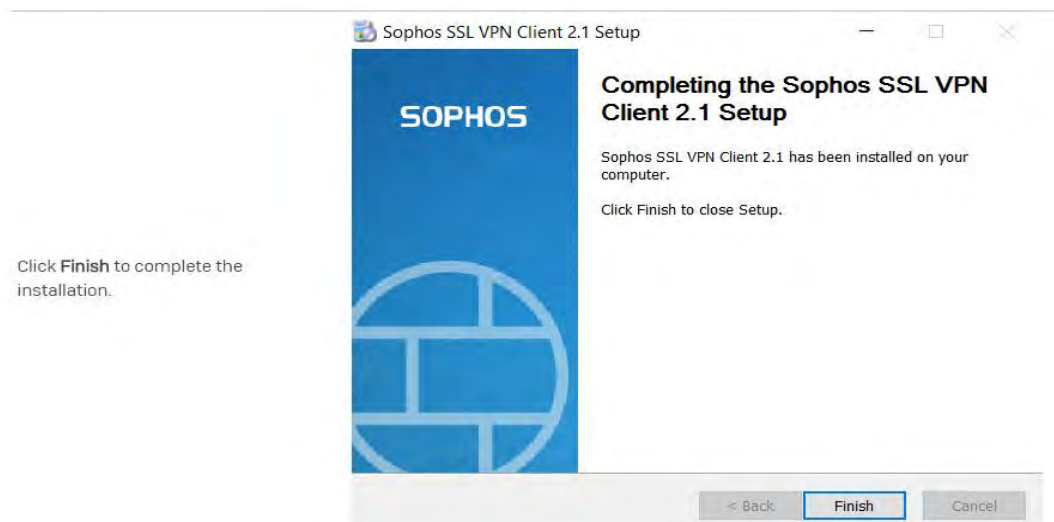 Sophos SSL VPN Client 2.1 Setup
SOPHOS
Completing the Sophos SSL VPN
Client 2.1 Setup
Sophos SSL VPN Client 2.1 has been installed on your
computer.
Click Finish to close Setup.
Click Finish to complete the
installation.
< Back
Finish
Cancel